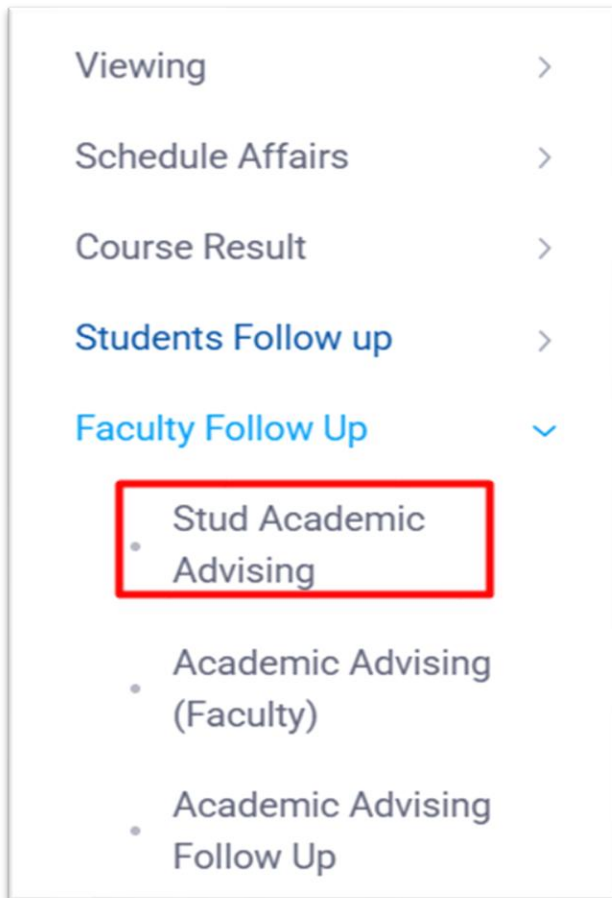 Viewing
Schedule Affairs
Course Result
Students Follow up
Faculty Follow Up
Stud Academic
Advising
Academic Advising
(Faculty)
Academic Advising
Follow Up